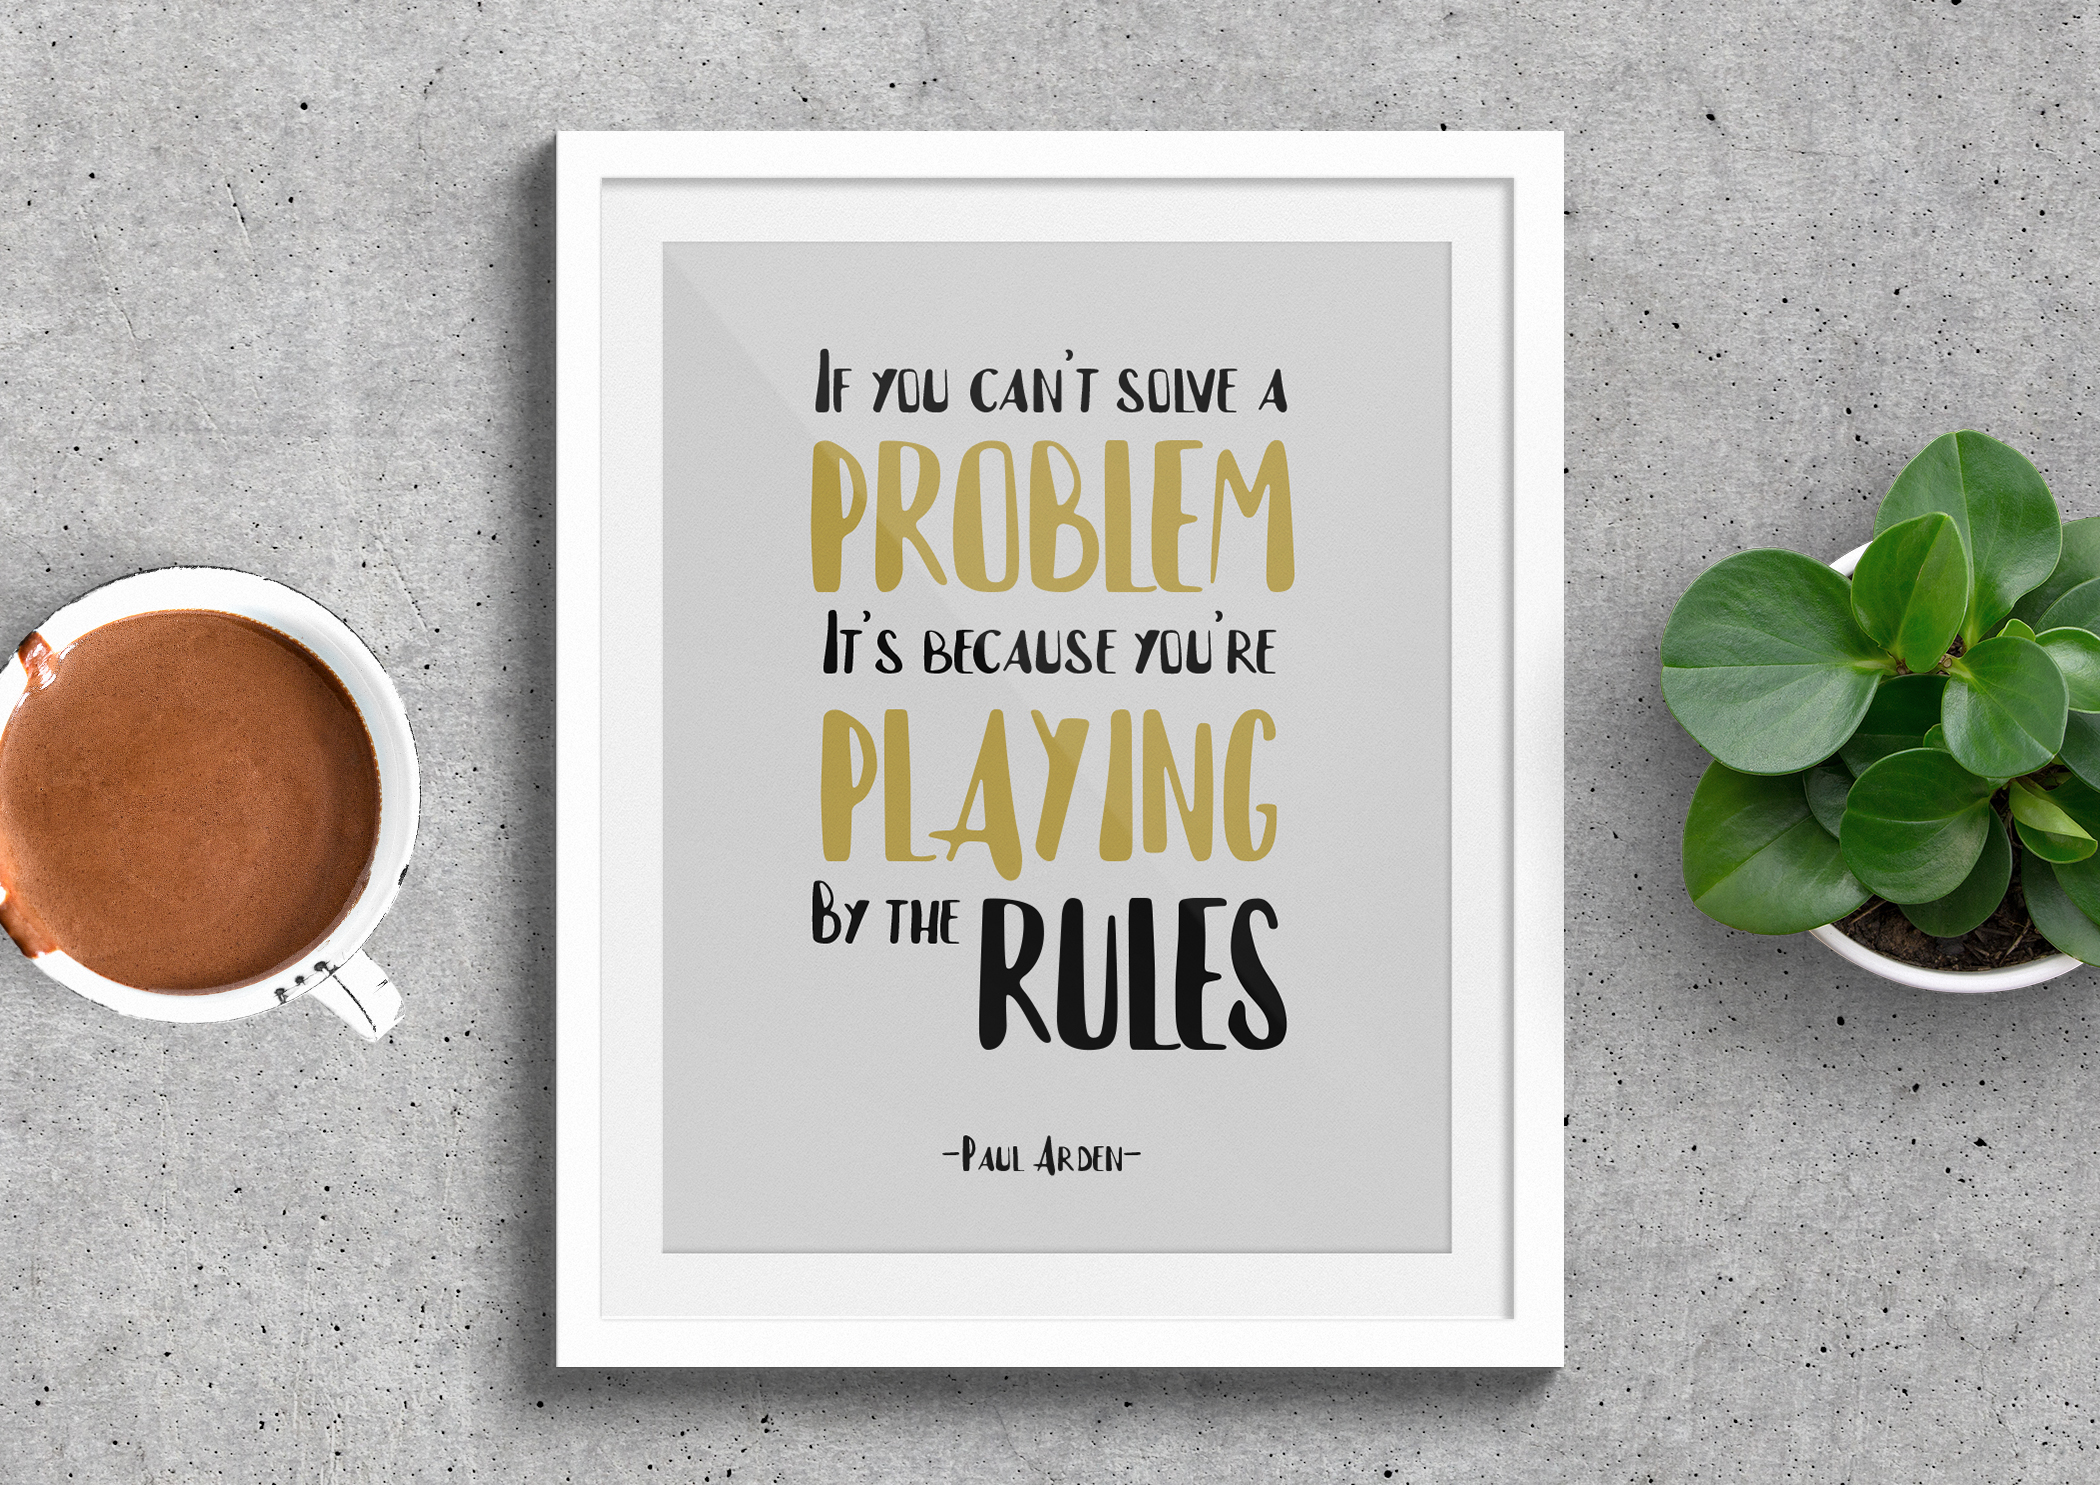 If you can't solve a
PROBLEM
It's because you're
PLAYING
By the RULES
-Paul Arden-